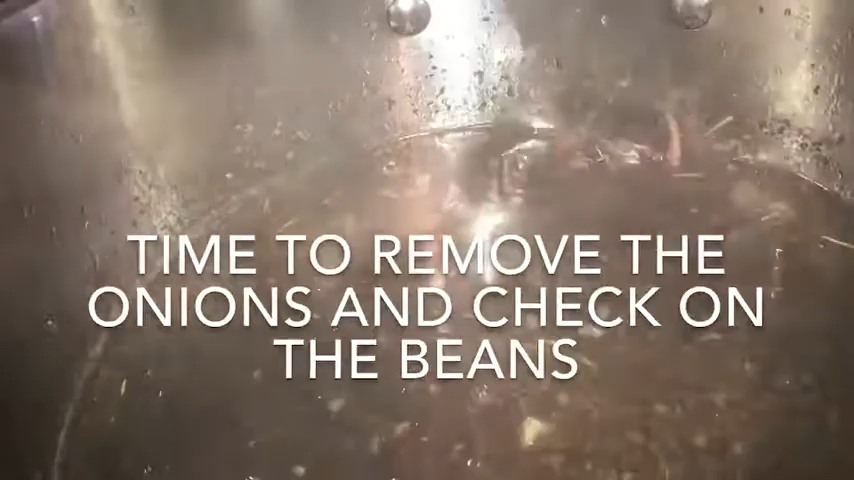 TIME TO REMOVE THE
ONIONS AND CHECK ON
THE BEANS